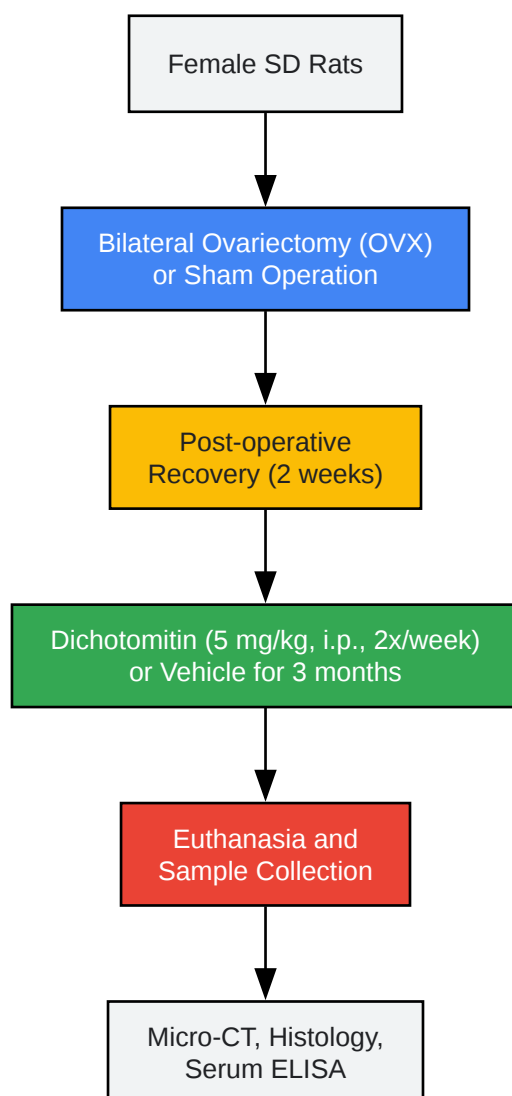 Female SD Rats
Bilateral Ovariectomy (OVX)
or Sham Operation
Post-operative
Recovery (2 weeks)
Dichotomitin (5 mg/kg, i.p., 2x/week)
or Vehicle for 3 months
Euthanasia and
Sample Collection
Micro-CT, Histology,
Serum ELISA